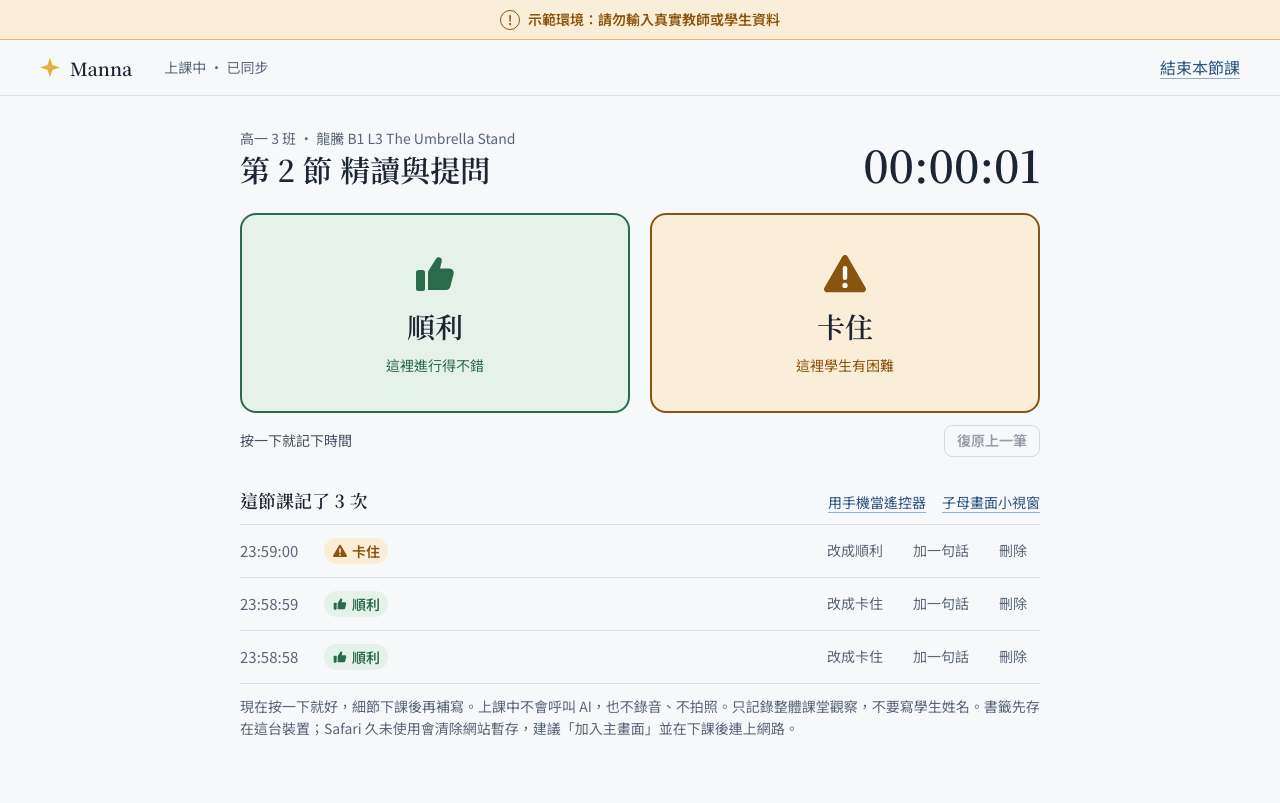 示範環境：請勿輸入真實教師或學生資料
Manna
上課中 · 已同步
結束本節課
高一 3 班 · 龍騰 B1 L3 The Umbrella Stand
第 2 節 精讀與提問
00:00:01
順利
這裡進行得不錯
卡住
這裡學生有困難
按一下就記下時間
復原上一筆
這節課記了 3 次
用手機當遙控器
子母畫面小視窗
23:59:00 卡住 改成順利 加一句話 刪除
23:58:59 順利 改成卡住 加一句話 刪除
23:58:58 順利 改成卡住 加一句話 刪除
現在按一下就好，細節下課後再補寫。上課中不會呼叫 AI，也不錄音、不拍照。只記錄整體課堂觀察，不要寫學生姓名。書籤先存
在這台裝置；Safari 久未使用會清除網站暫存，建議「加入主畫面」並在下課後連上網路。